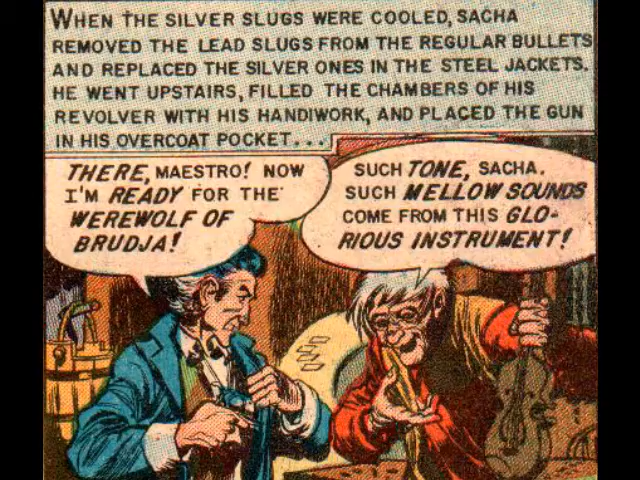 WHEN THE SILVER SLUGS WERE COOLED, SACHA
REMOVED THE LEAD SLUGS FROM THE REGULAR BULLETS
AND REPLACED THE SILVER ONES IN THE STEEL JACKETS.
HE WENT UPSTAIRS, FILLED THE CHAMBERS OF HIS
REVOLVER WITH HIS HANDIWORK, AND PLACED THE GUN
IN HIS OVERCOAT POCKET...
THERE, MAESTRO! NOW
I'M READY FOR THE
WEREWOLF OF
BRUDJA!
SUCH TONE, SACHA.
SUCH MELLOW SOUNDS
COME FROM THIS GLO-
RIOUS INSTRUMENT!